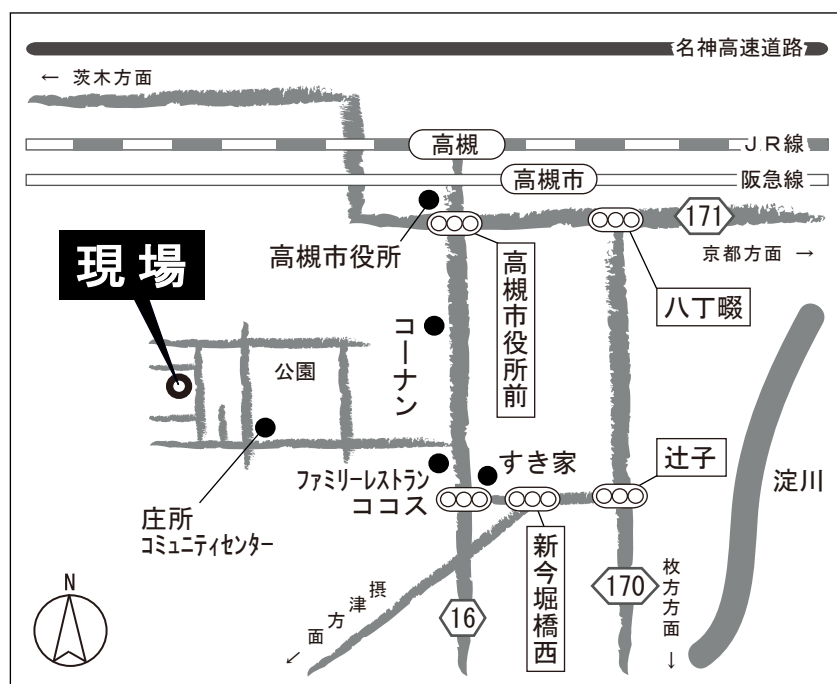 名神高速道路
← 茨木方面
高槻
J R線
高槻市
阪急線
171
高槻市役所
京都方面 →
現場
高槻市役所前
八丁畷
コーナン
公園
すき家
辻子
ファミリーレストラン
ココス
淀川
庄所
コミュニティセンター
新今堀橋西
枚方方面
↓
170
16
摂津方面
←
N